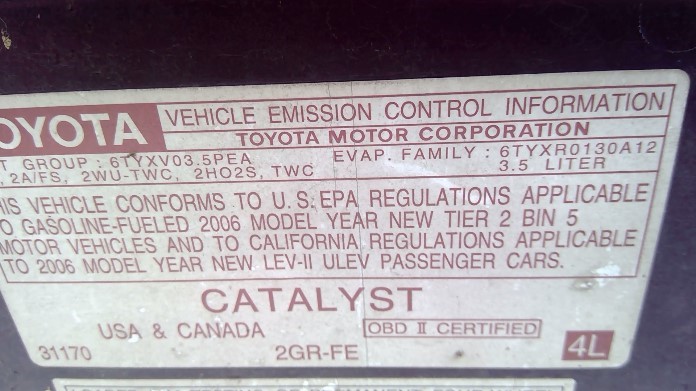 OYOTA VEHICLE EMISSION CONTROL INFORMATION
TOYOTA MOTOR CORPORATION
T GROUP : 6TYXV03.5PEA EVAP. FAMILY : 6TYXR0130A12
, 2A/FS, 2WU-TWC, 2HO2S, TWC 3.5 LITER
HIS VEHICLE CONFORMS TO U.S.EPA REGULATIONS APPLICABLE
O GASOLINE-FUELED 2006 MODEL YEAR NEW TIER 2 BIN 5
MOTOR VEHICLES AND TO CALIFORNIA REGULATIONS APPLICABLE
TO 2006 MODEL YEAR NEW LEV-II ULEV PASSENGER CARS.
CATALYST
USA & CANADA OBD II CERTIFIED
31170 2GR-FE 4L